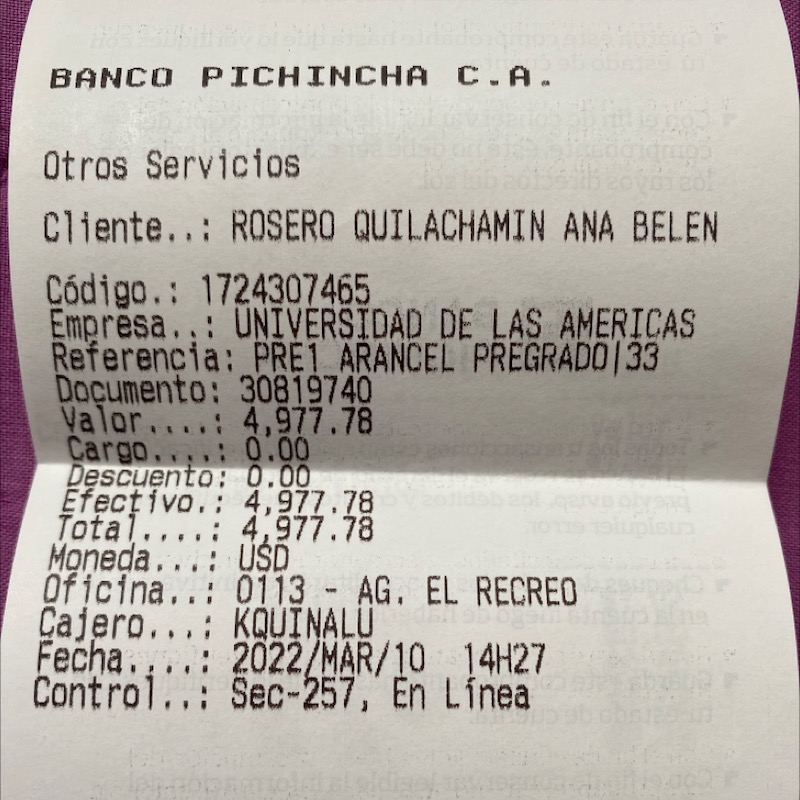 BANCO PICHINCHA C.A.
Otros Servicios
Cliente..: ROSERO QUILACHAMIN ANA BELEN
Código.: 1724307465
Empresa..: UNIVERSIDAD DE LAS AMERICAS
Referencia: PRE1 ARANCEL PREGRADO|33
Documento: 30819740
Valor....: 4,977.78
Cargo....: 0.00
Descuento: 0.00
Efectivo.: 4,977.78
Total....: 4,977.78
Moneda...: USD
Oficina..: 0113 - AG. EL RECREO
Cajero...: KQUINALU
Fecha....: 2022/MAR/10 14H27
Control..: Sec-257, En Línea